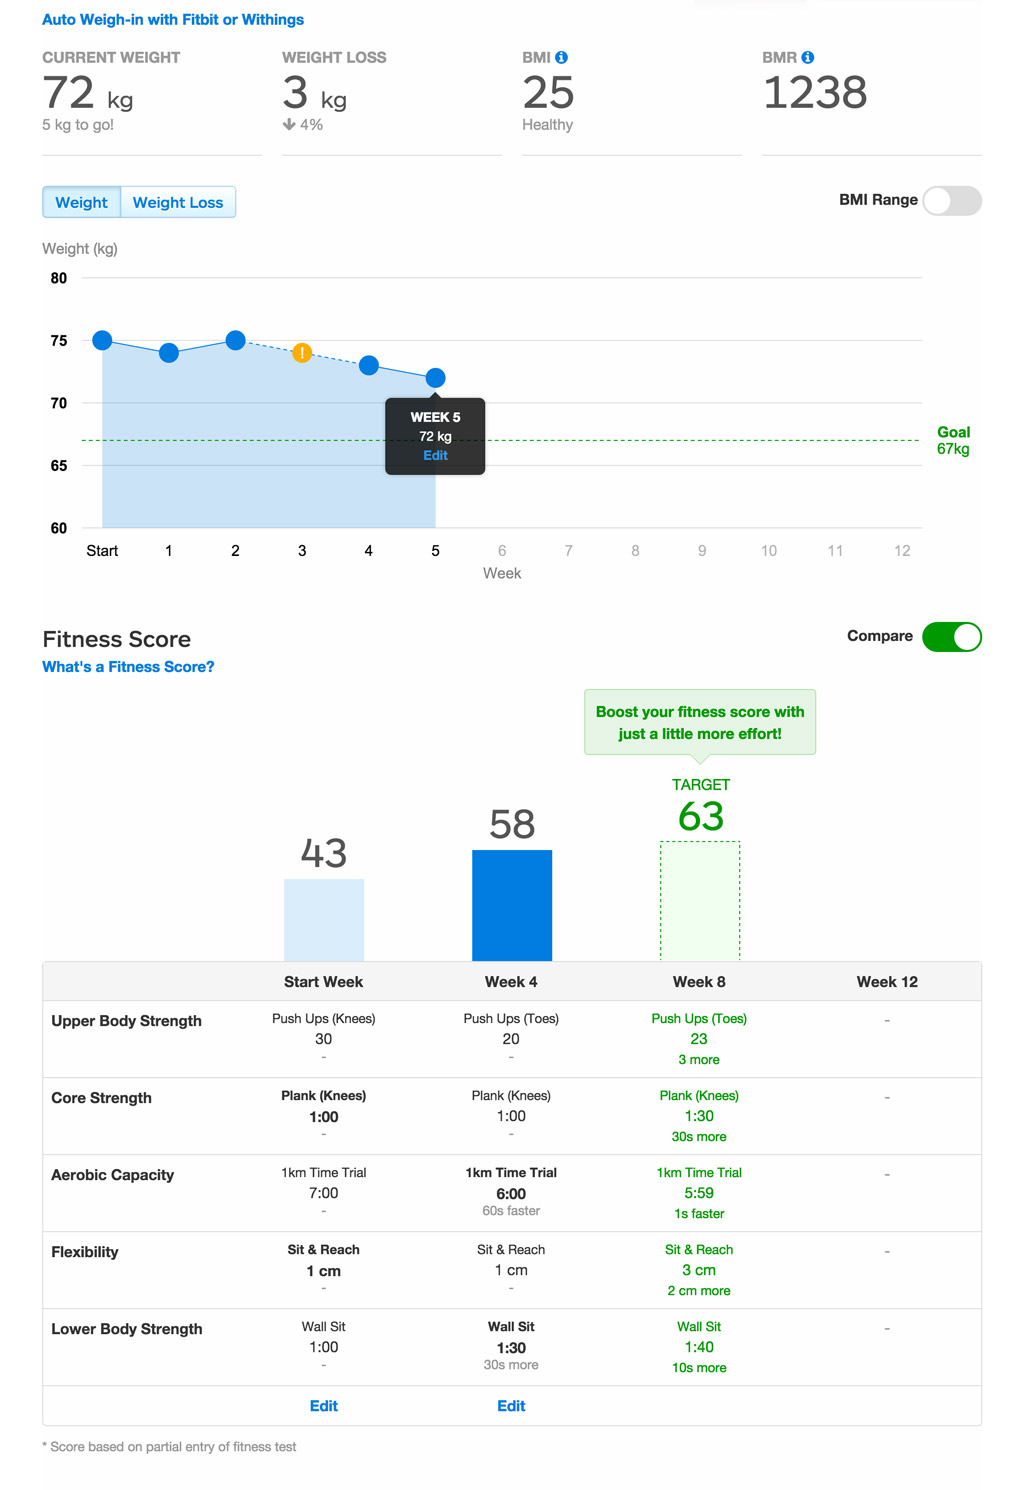 Auto Weigh-in with Fitbit or Withings
CURRENT WEIGHT
72 kg
5 kg to go!
WEIGHT LOSS
3 kg
4%
BMI
25
Healthy
BMR
1238
Weight
Weight Loss
BMI Range
Weight (kg)
80
75
70
65
60
!
WEEK 5
72 kg
Edit
Goal
67kg
Start 1 2 3 4 5 6 7 8 9 10 11 12
Week
Fitness Score
Compare
What's a Fitness Score?
Boost your fitness score with
just a little more effort!
TARGET
43 58 63
Start Week Week 4 Week 8 Week 12
Upper Body Strength
Push Ups (Knees) Push Ups (Toes) Push Ups (Toes) -
30 20 23
- - 3 more
Core Strength
Plank (Knees) Plank (Knees) Plank (Knees) -
1:00 1:00 1:30
- - 30s more
Aerobic Capacity
1km Time Trial 1km Time Trial 1km Time Trial -
7:00 6:00 5:59
- 60s faster 1s faster
Flexibility
Sit & Reach Sit & Reach Sit & Reach -
1 cm 1 cm 3 cm
- - 2 cm more
Lower Body Strength
Wall Sit Wall Sit Wall Sit -
1:00 1:30 1:40
- 30s more 10s more
Edit Edit
* Score based on partial entry of fitness test